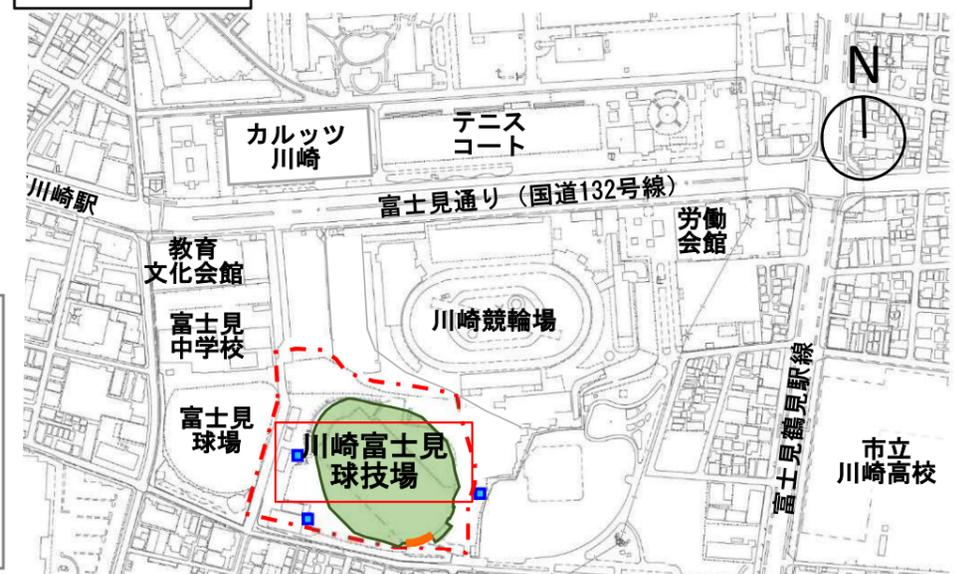 N
カルッツ
川崎
テニス
コート
川崎駅
富士見通り（国道132号線）
労働
会館
教育
文化会館
富士見
中学校
川崎競輪場
富士見
球場
川崎富士見
球技場
富士見鶴見駅線
市立
川崎高校